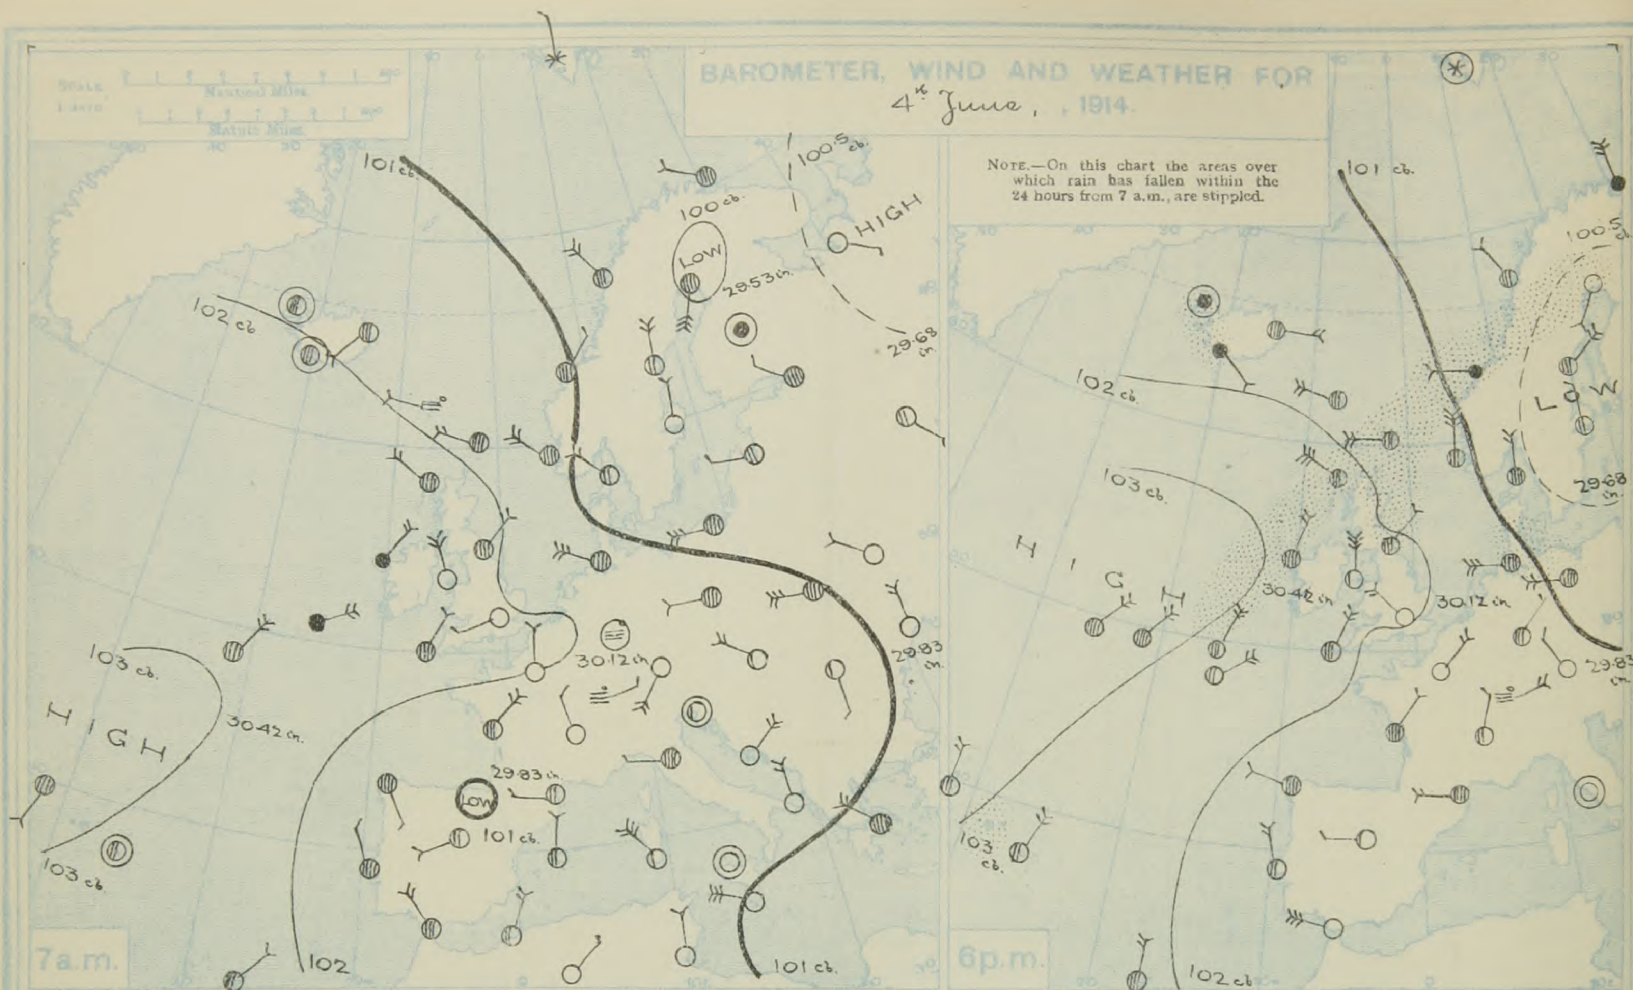 BAROMETER, WIND AND WEATHER FOR
4th June, , 1914.
SCALE
Nautical Miles.
Statute Miles.
101 cb.
100.5 cb.
100 cb.
LOW
HIGH
29.53 in.
102 cb
29.68 in.
103 cb.
30.12 in.
29.83 in.
30.42 in.
HIGH
29.83 in.
LOW
101 cb.
103 cb.
102
101 cb.
7 a.m.
NOTE.—On this chart the areas over
which rain has fallen within the
24 hours from 7 a.m., are stippled.
101 cb.
100.5 cb.
102 cb.
LOW
103 cb.
29.68 in.
HIGH
30.42 in.
30.12 in.
29.83 in.
103 cb.
102 cb.
6 p.m.